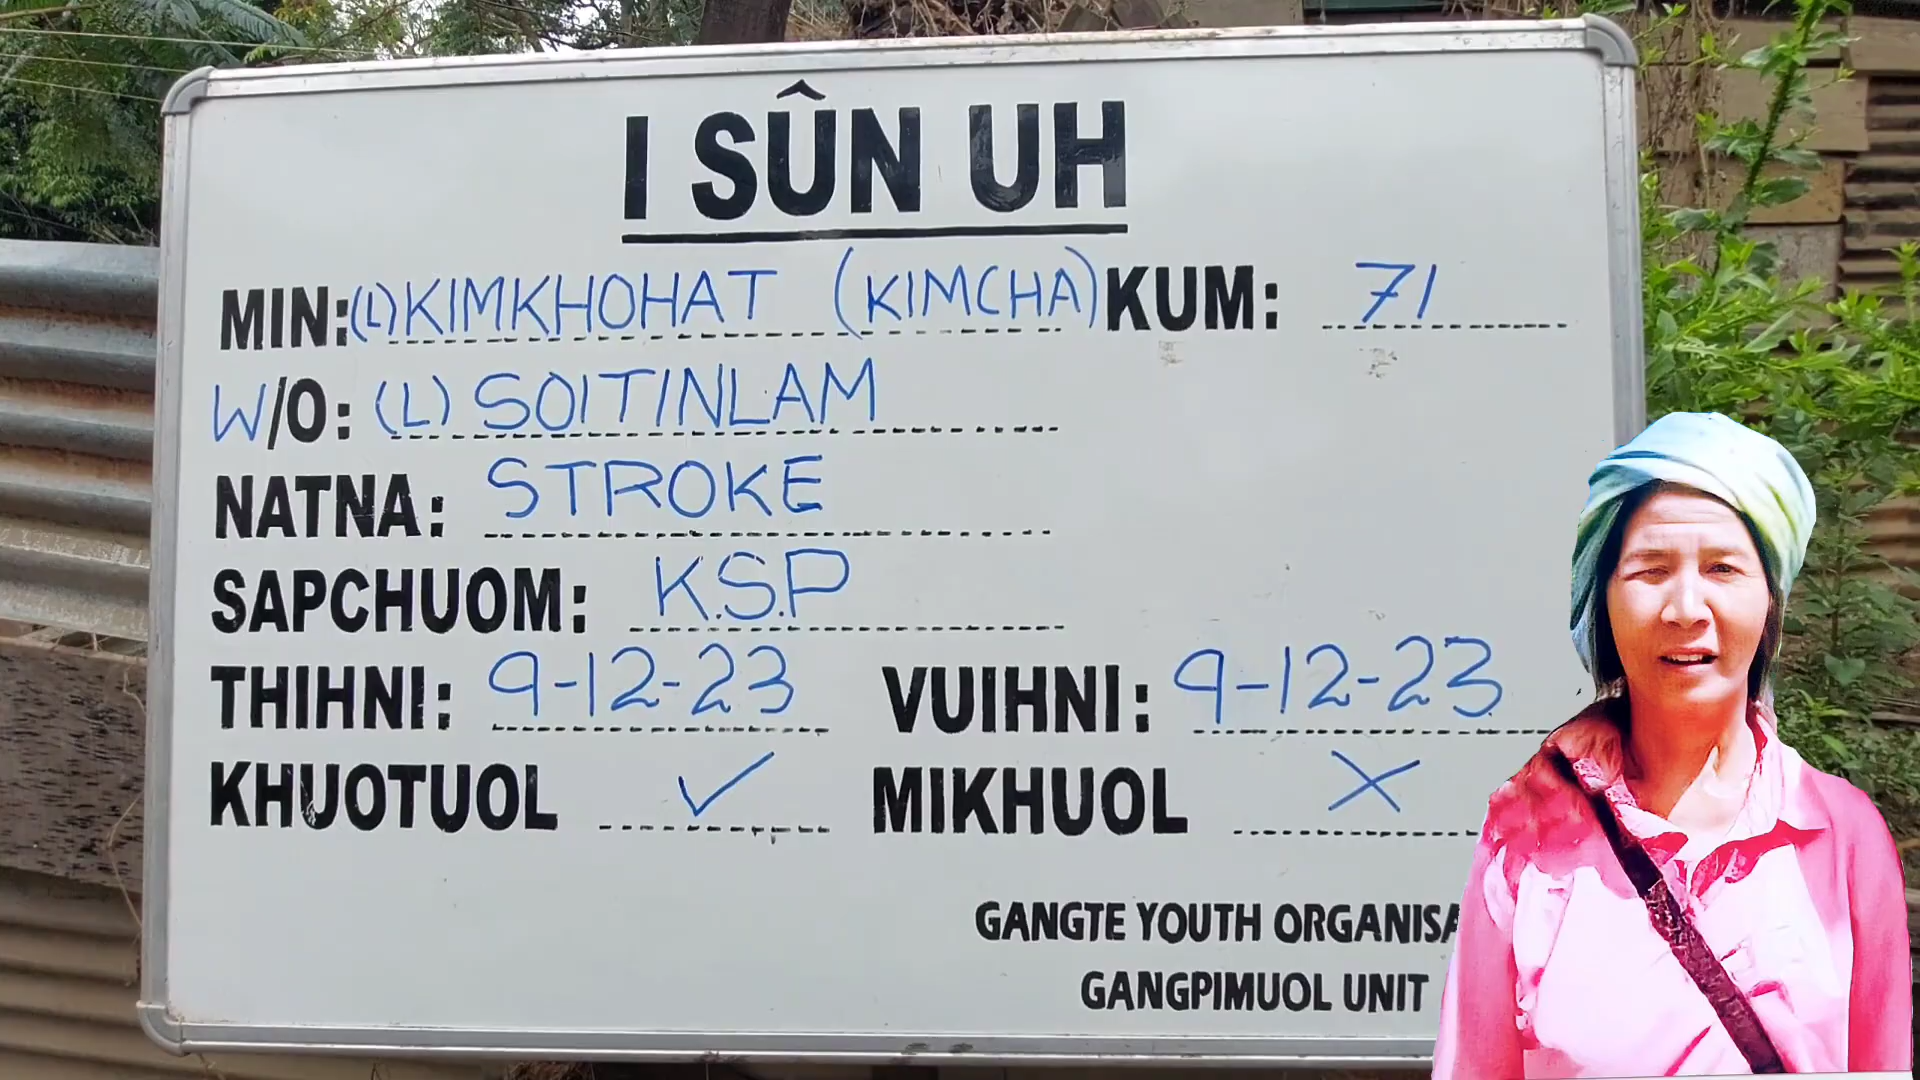 I SÛN UH
MIN: (L) KIMKHOHAT (KIMCHA) KUM: 71
W/O: (L) SOITINLAM
NATNA: STROKE
SAPCHUOM: K.S.P
THIHNI: 9-12-23 VUIHNI: 9-12-23
KHUOTUOL ✓ MIKHUOL ✗
GANGTE YOUTH ORGANISA
GANGPIMUOL UNIT